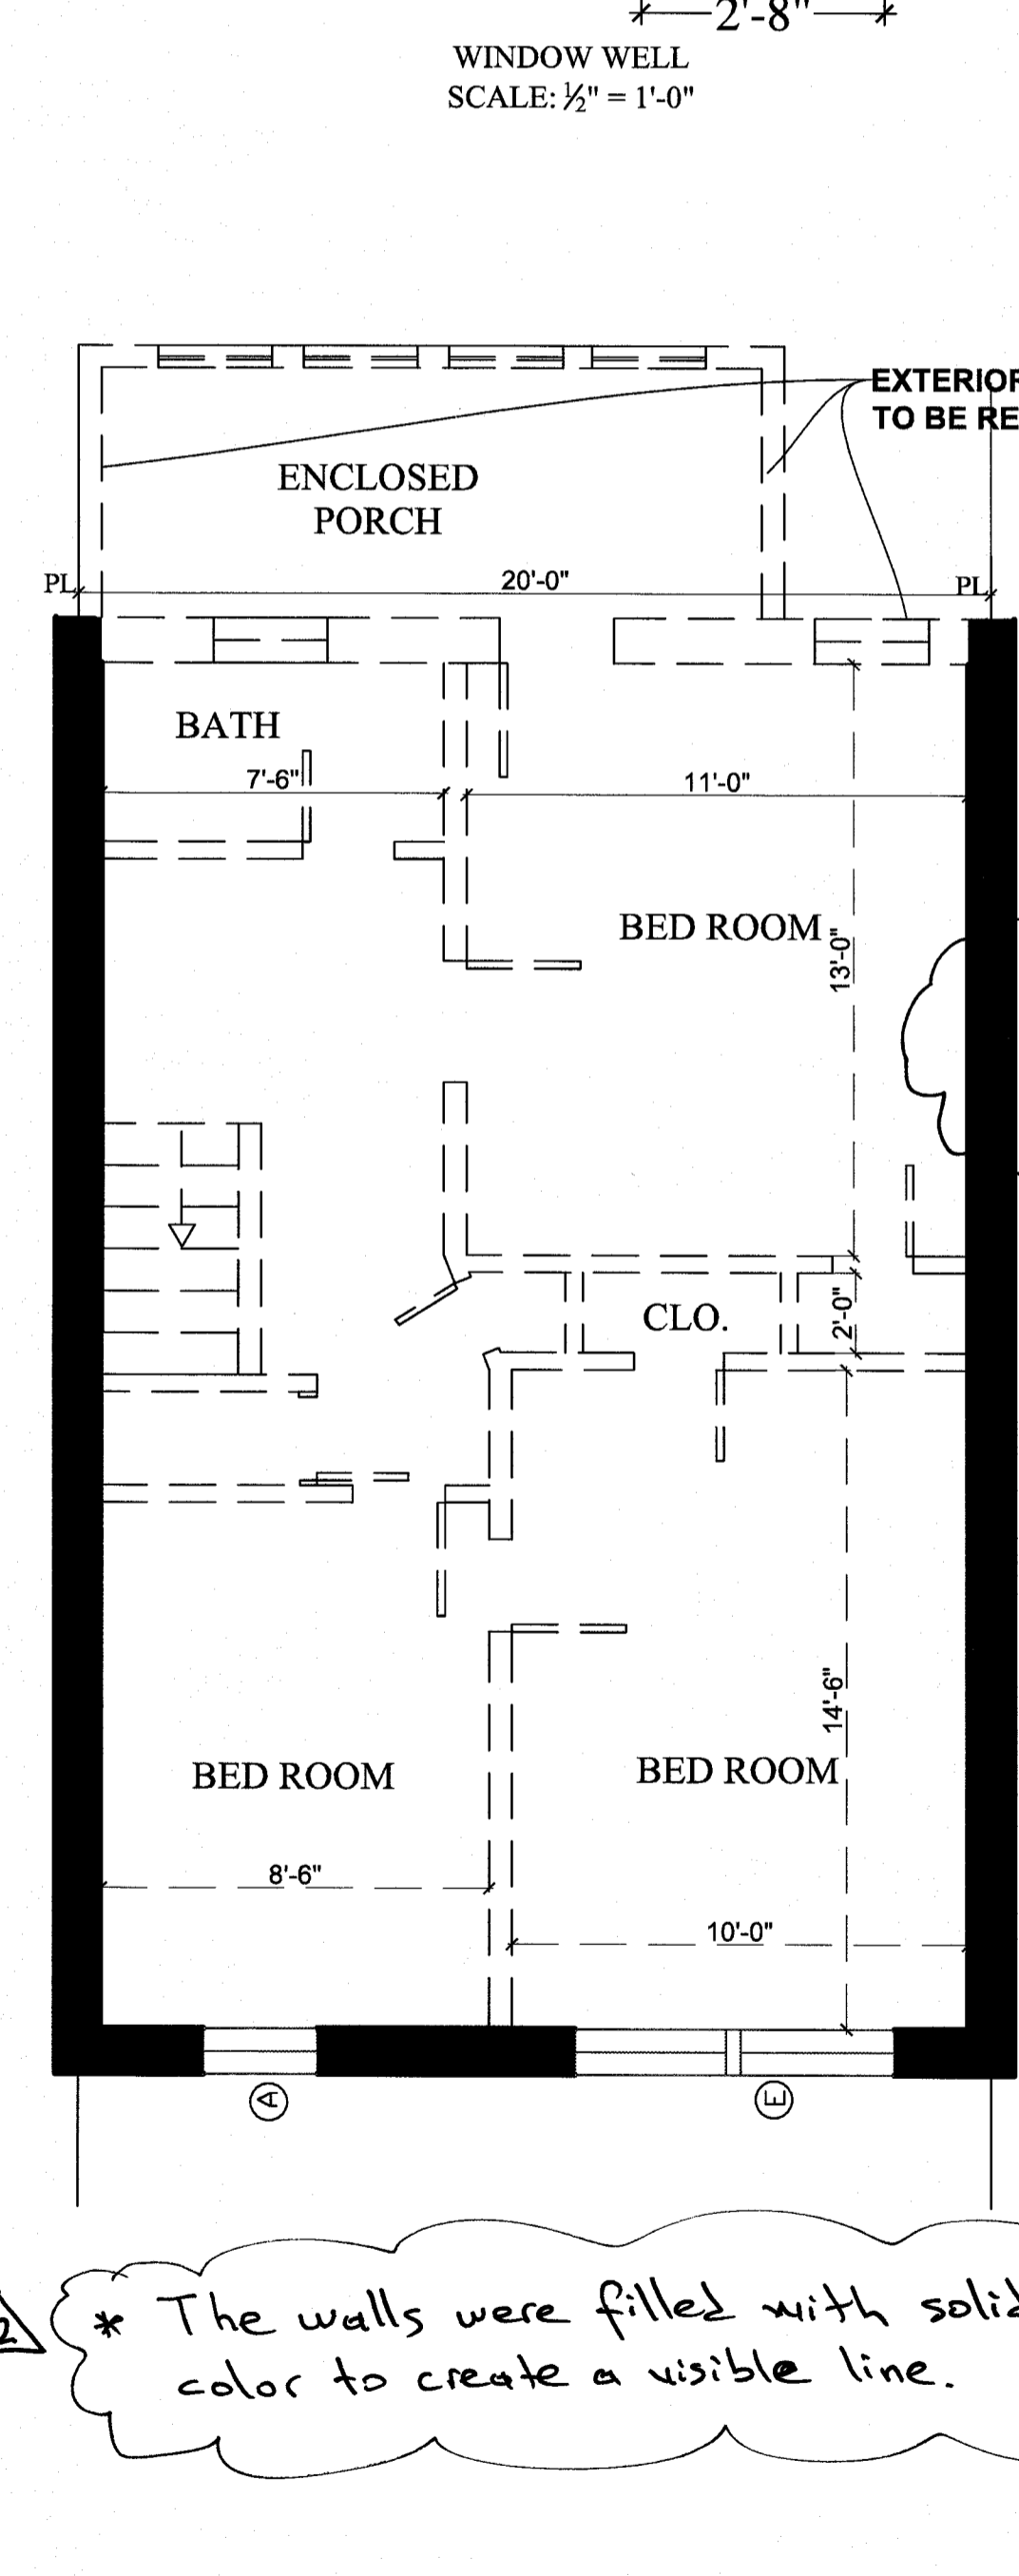 2'-8"
WINDOW WELL
SCALE: ½" = 1'-0"
EXTERIOR
TO BE RE
ENCLOSED
PORCH
PL
20'-0"
PL
BATH
7'-6"
11'-0"
BED ROOM
13'-0"
CLO.
2'-0"
14'-6"
BED ROOM
BED ROOM
8'-6"
10'-0"
A
E
2
* The walls were filled with solid
color to create a visible line.